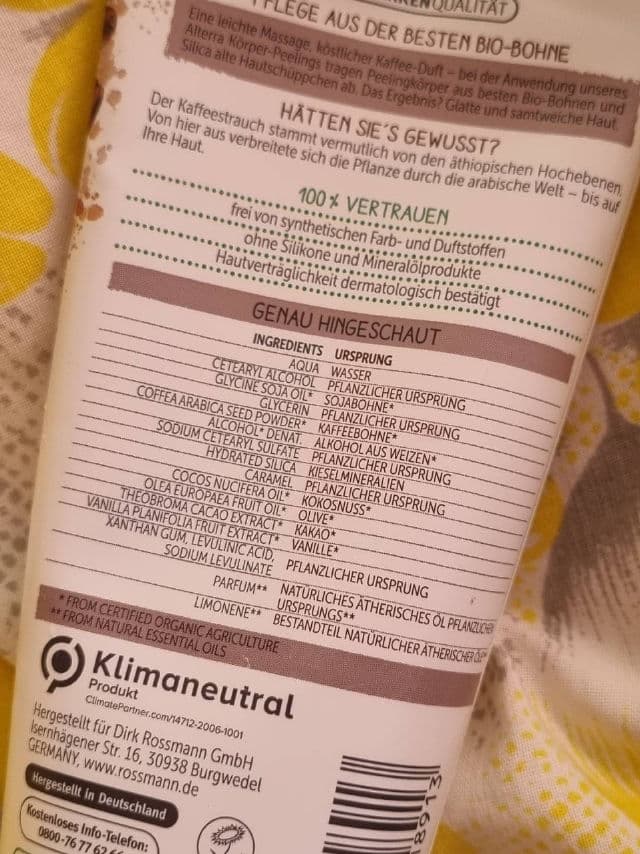 QUALITÄT
PFLEGE AUS DER BESTEN BIO-BOHNE
Eine leichte Massage, köstlicher Kaffee-Duft – bei der Anwendung unseres
Alterra Körper-Peelings tragen Peelingkörper aus besten Bio-Bohnen und
Silica alte Hautschüppchen ab. Das Ergebnis? Glatte und samtweiche Haut.
HÄTTEN SIE´S GEWUSST?
Der Kaffeestrauch stammt vermutlich von den äthiopischen Hochebenen.
Von hier aus verbreitete sich die Pflanze durch die arabische Welt – bis auf
Ihre Haut.
100% VERTRAUEN
frei von synthetischen Farb- und Duftstoffen
ohne Silikone und Mineralölprodukte
Hautverträglichkeit dermatologisch bestätigt
GENAU HINGESCHAUT
INGREDIENTS URSPRUNG
AQUA WASSER
CETEARYL ALCOHOL PFLANZLICHER URSPRUNG
GLYCINE SOJA OIL* SOJABOHNE*
GLYCERIN PFLANZLICHER URSPRUNG
COFFEA ARABICA SEED POWDER* KAFFEEBOHNE*
ALCOHOL* DENAT. ALKOHOL AUS WEIZEN*
SODIUM CETEARYL SULFATE PFLANZLICHER URSPRUNG
HYDRATED SILICA KIESELMINERALIEN
CARAMEL PFLANZLICHER URSPRUNG
COCOS NUCIFERA OIL* KOKOSNUSS*
OLEA EUROPAEA FRUIT OIL* OLIVE*
THEOBROMA CACAO EXTRACT* KAKAO*
VANILLA PLANIFOLIA FRUIT EXTRACT* VANILLE*
XANTHAN GUM, LEVULINIC ACID,
SODIUM LEVULINATE PFLANZLICHER URSPRUNG
PARFUM** NATÜRLICHES ÄTHERISCHES ÖL PFLANZLICHEN
URSPRUNGS**
LIMONENE** BESTANDTEIL NATÜRLICHER ÄTHERISCHER
* FROM CERTIFIED ORGANIC AGRICULTURE
** FROM NATURAL ESSENTIAL OILS
Klimaneutral
Produkt
ClimatePartner.com/14712-2006-1001
Hergestellt für Dirk Rossmann GmbH
Isernhägener Str. 16, 30938 Burgwedel
GERMANY, www.rossmann.de
Hergestellt in Deutschland
Kostenloses Info-Telefon:
0800-76 77 62
18913